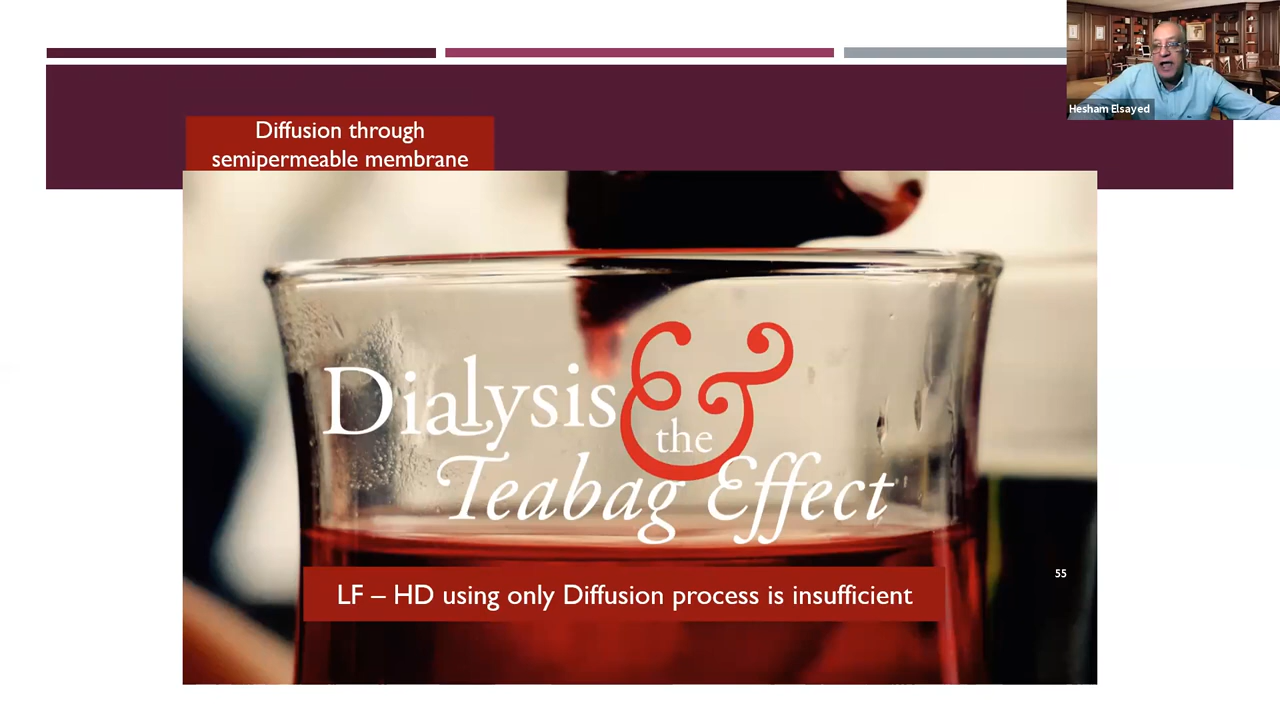 Hesham Elsayed
Diffusion through
semipermeable membrane
Dialysis &
the
Teabag Effect
55
LF – HD using only Diffusion process is insufficient